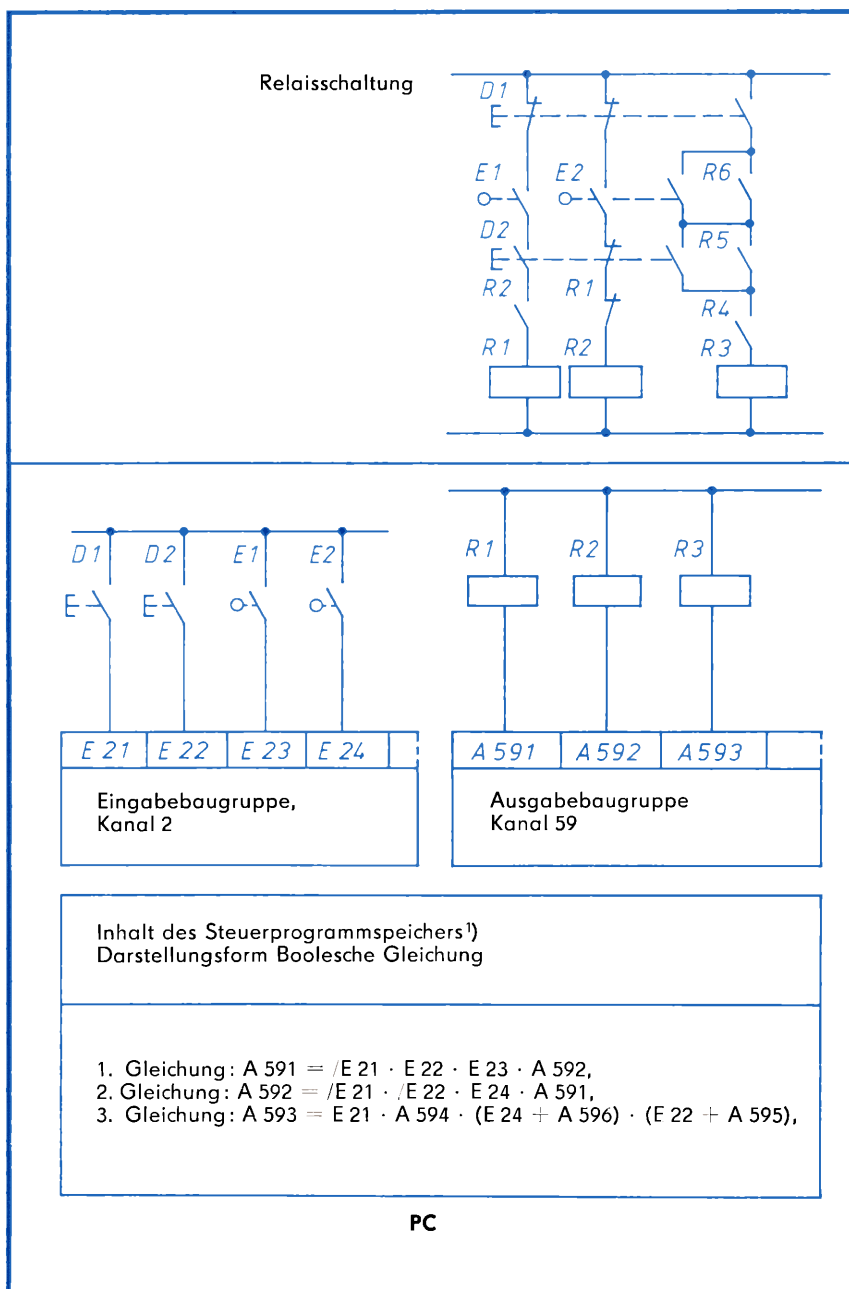 Relaisschaltung
D1
E1 E2 R6
D2 R5
R2 R1 R4
R1 R2 R3
D1 D2 E1 E2
R1 R2 R3
E 21 E 22 E 23 E 24
A 591 A 592 A 593
Eingabebaugruppe,
Kanal 2
Ausgabebaugruppe
Kanal 59
Inhalt des Steuerprogrammspeichers¹)
Darstellungsform Boolesche Gleichung
1. Gleichung: A 591 = /E 21 · E 22 · E 23 · A 592,
2. Gleichung: A 592 = /E 21 · /E 22 · E 24 · A 591,
3. Gleichung: A 593 = E 21 · A 594 · (E 24 + A 596) · (E 22 + A 595),
PC